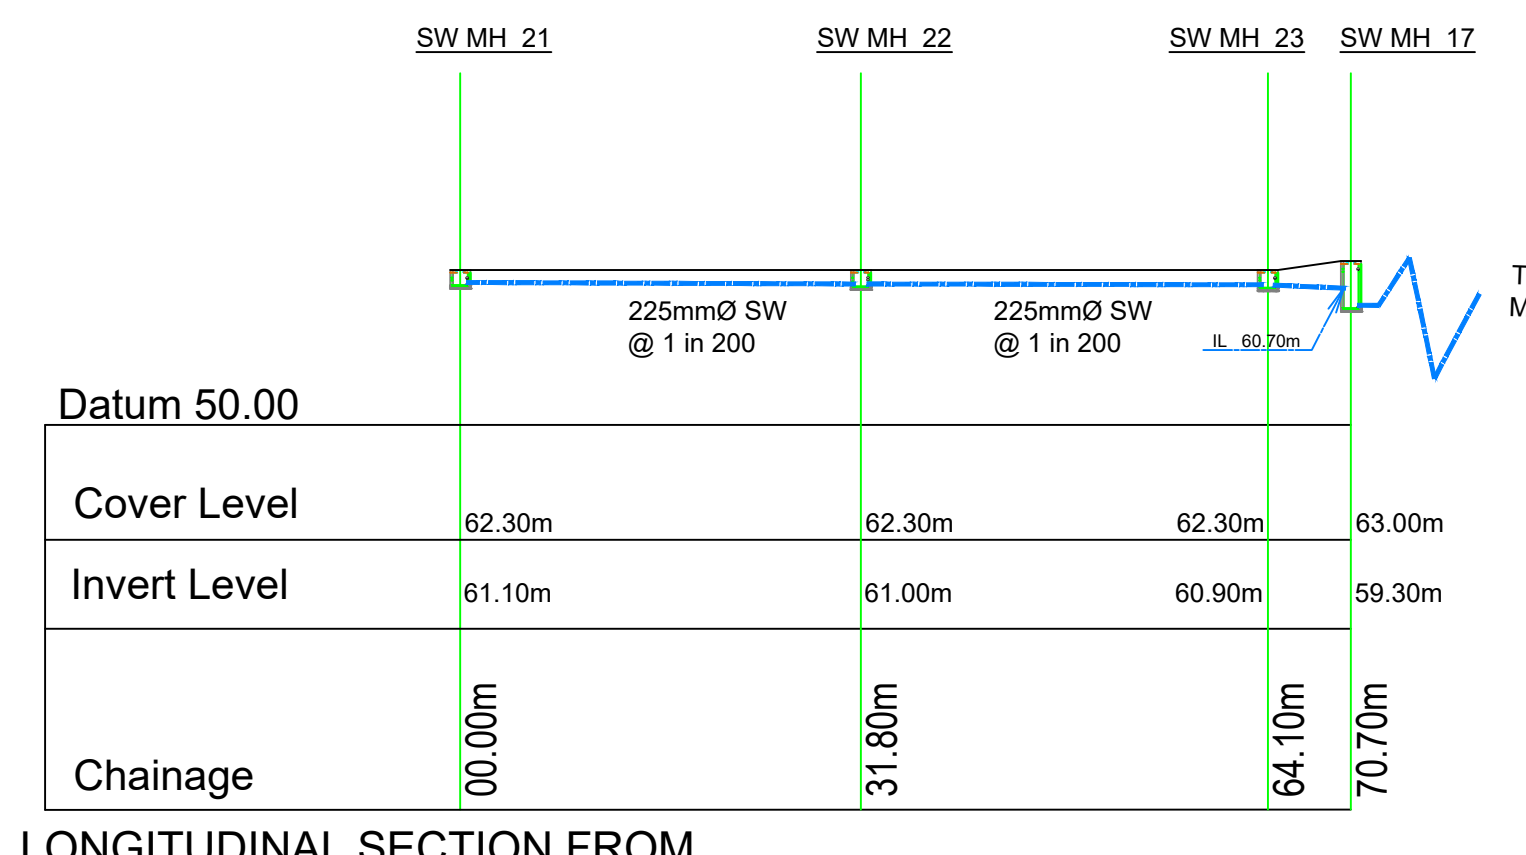 SW MH 21 SW MH 22 SW MH 23 SW MH 17
225mmØ SW
@ 1 in 200
225mmØ SW
@ 1 in 200
IL 60.70m
T
M
Datum 50.00
Cover Level 62.30m 62.30m 62.30m 63.00m
Invert Level 61.10m 61.00m 60.90m 59.30m
Chainage 00.00m 31.80m 64.10m 70.70m
LONGITUDINAL SECTION FROM